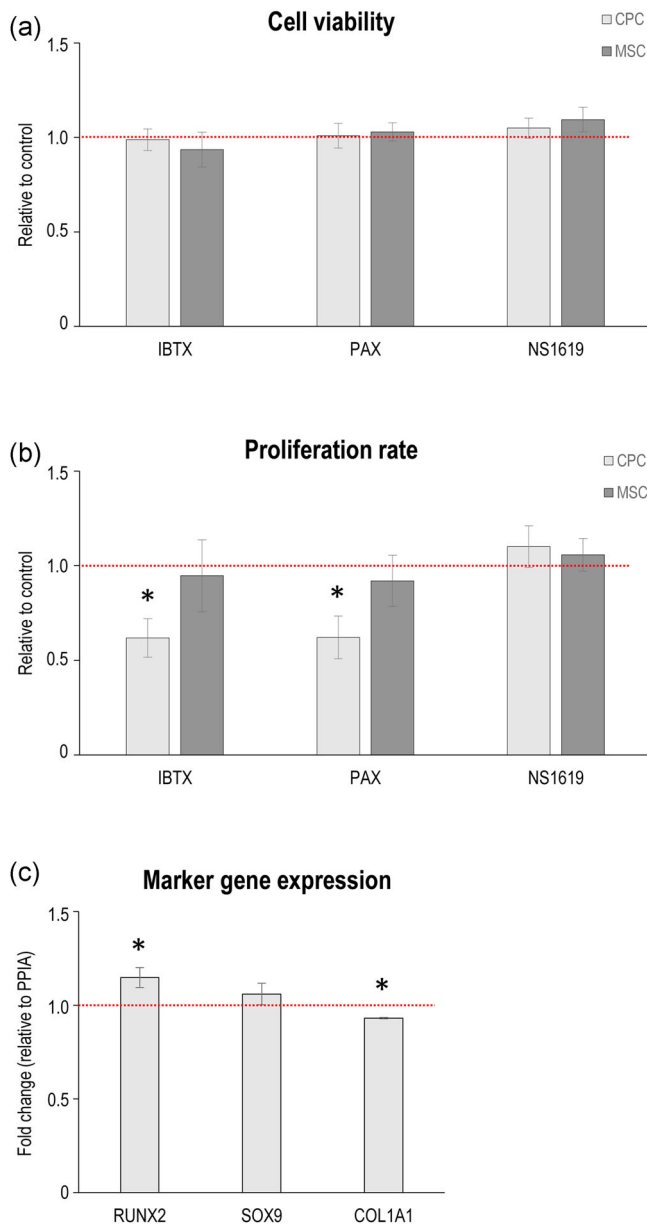 (a)
Cell viability
CPC
MSC
Relative to control
1.5
1.0
0.5
0
IBTX PAX NS1619
(b)
Proliferation rate
CPC
MSC
Relative to control
1.5
1.0
0.5
0
* *
IBTX PAX NS1619
(c)
Marker gene expression
Fold change (relative to PPIA)
1.5
1.0
0.5
0
* *
RUNX2 SOX9 COL1A1